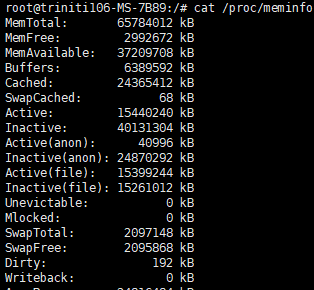 root@triniti106-MS-7B89:/# cat /proc/meminfo
MemTotal:       65784012 kB
MemFree:         2992672 kB
MemAvailable:   37209708 kB
Buffers:         6389592 kB
Cached:         24365412 kB
SwapCached:           68 kB
Active:         15440240 kB
Inactive:       40131304 kB
Active(anon):      40996 kB
Inactive(anon): 24870292 kB
Active(file):   15399244 kB
Inactive(file): 15261012 kB
Unevictable:           0 kB
Mlocked:               0 kB
SwapTotal:       2097148 kB
SwapFree:        2095868 kB
Dirty:               192 kB
Writeback:             0 kB